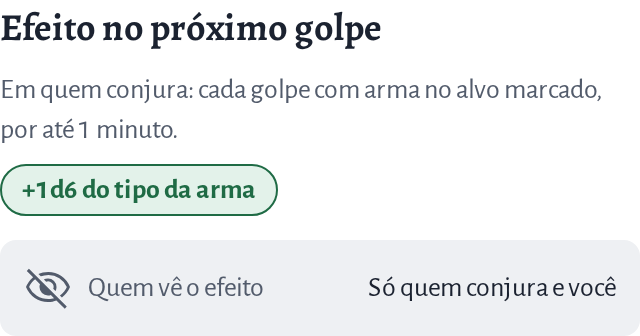 Efeito no próximo golpe
Em quem conjura: cada golpe com arma no alvo marcado,
por até 1 minuto.
+1d6 do tipo da arma
Quem vê o efeito
Só quem conjura e você